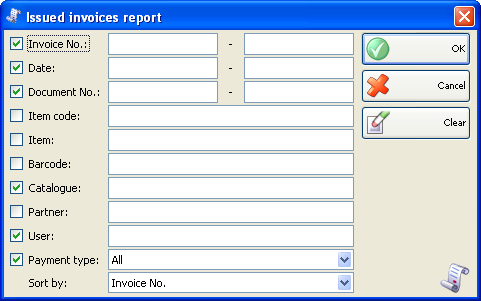 Issued invoices report
Invoice No.: -
OK
Date: -
Cancel
Document No.: -
Item code:
Clear
Item:
Barcode:
Catalogue:
Partner:
User:
Payment type: All
Sort by: Invoice No.